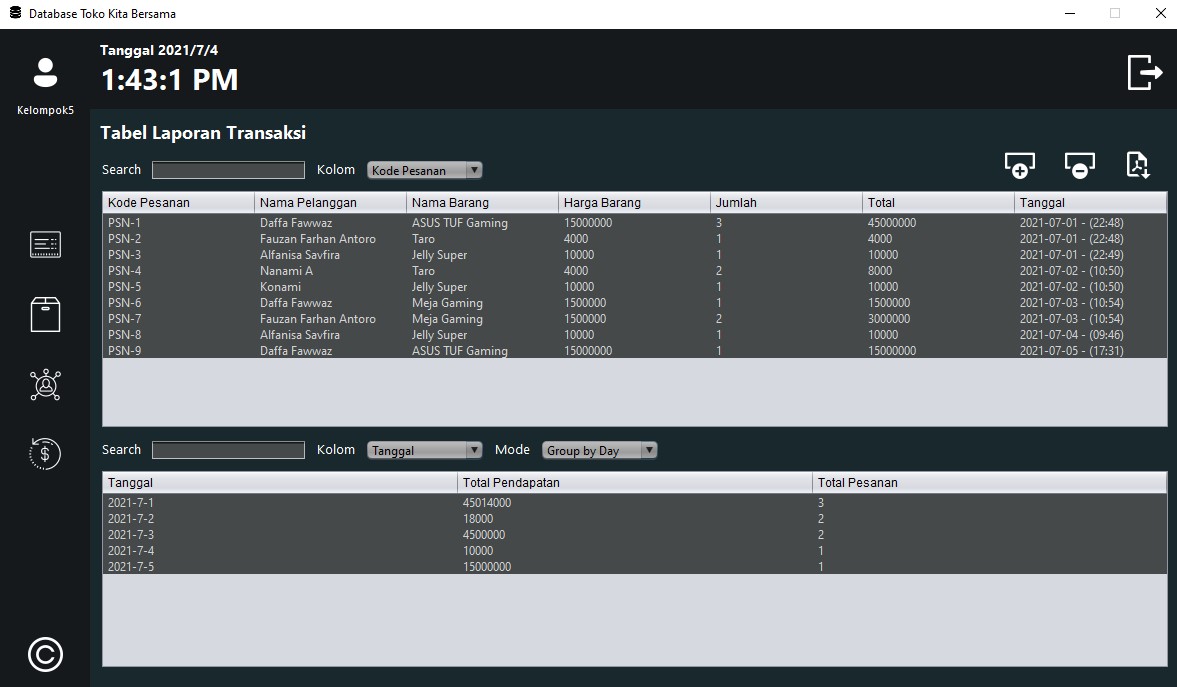 Database Toko Kita Bersama
Tanggal 2021/7/4
1:43:1 PM
Kelompok5
Tabel Laporan Transaksi
Search Kolom Kode Pesanan
Kode Pesanan Nama Pelanggan Nama Barang Harga Barang Jumlah Total Tanggal
PSN-1 Daffa Fawwaz ASUS TUF Gaming 15000000 3 45000000 2021-07-01 - (22:48)
PSN-2 Fauzan Farhan Antoro Taro 4000 1 4000 2021-07-01 - (22:48)
PSN-3 Alfanisa Savfira Jelly Super 10000 1 10000 2021-07-01 - (22:49)
PSN-4 Nanami A Taro 4000 2 8000 2021-07-02 - (10:50)
PSN-5 Konami Jelly Super 10000 1 10000 2021-07-02 - (10:50)
PSN-6 Daffa Fawwaz Meja Gaming 1500000 1 1500000 2021-07-03 - (10:54)
PSN-7 Fauzan Farhan Antoro Meja Gaming 1500000 2 3000000 2021-07-03 - (10:54)
PSN-8 Alfanisa Savfira Jelly Super 10000 1 10000 2021-07-04 - (09:46)
PSN-9 Daffa Fawwaz ASUS TUF Gaming 15000000 1 15000000 2021-07-05 - (17:31)
Search Kolom Tanggal Mode Group by Day
Tanggal Total Pendapatan Total Pesanan
2021-7-1 45014000 3
2021-7-2 18000 2
2021-7-3 4500000 2
2021-7-4 10000 1
2021-7-5 15000000 1